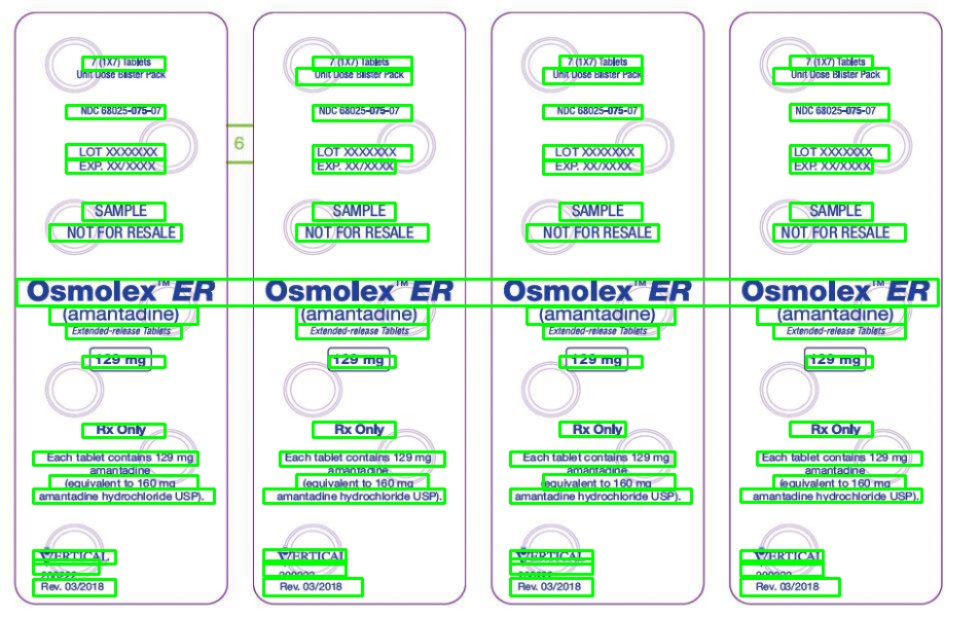 7 (1X7) Tablets
Unit Dose Blister Pack
NDC 68025-075-07
LOT XXXXXXX
EXP. XX/XXXX
SAMPLE
NOT FOR RESALE
Osmolex™ ER
(amantadine)
Extended-release Tablets
129 mg
Rx Only
Each tablet contains 129 mg
amantadine
(equivalent to 160 mg
amantadine hydrochloride USP).
VERTICAL
Rev. 03/2018
6
7 (1X7) Tablets
Unit Dose Blister Pack
NDC 68025-075-07
LOT XXXXXXX
EXP. XX/XXXX
SAMPLE
NOT FOR RESALE
Osmolex™ ER
(amantadine)
Extended-release Tablets
129 mg
Rx Only
Each tablet contains 129 mg
amantadine
(equivalent to 160 mg
amantadine hydrochloride USP).
VERTICAL
Rev. 03/2018
7 (1X7) Tablets
Unit Dose Blister Pack
NDC 68025-075-07
LOT XXXXXXX
EXP. XX/XXXX
SAMPLE
NOT FOR RESALE
Osmolex™ ER
(amantadine)
Extended-release Tablets
129 mg
Rx Only
Each tablet contains 129 mg
amantadine
(equivalent to 160 mg
amantadine hydrochloride USP).
VERTICAL
Rev. 03/2018
7 (1X7) Tablets
Unit Dose Blister Pack
NDC 68025-075-07
LOT XXXXXXX
EXP. XX/XXXX
SAMPLE
NOT FOR RESALE
Osmolex™ ER
(amantadine)
Extended-release Tablets
129 mg
Rx Only
Each tablet contains 129 mg
amantadine
(equivalent to 160 mg
amantadine hydrochloride USP).
VERTICAL
Rev. 03/2018